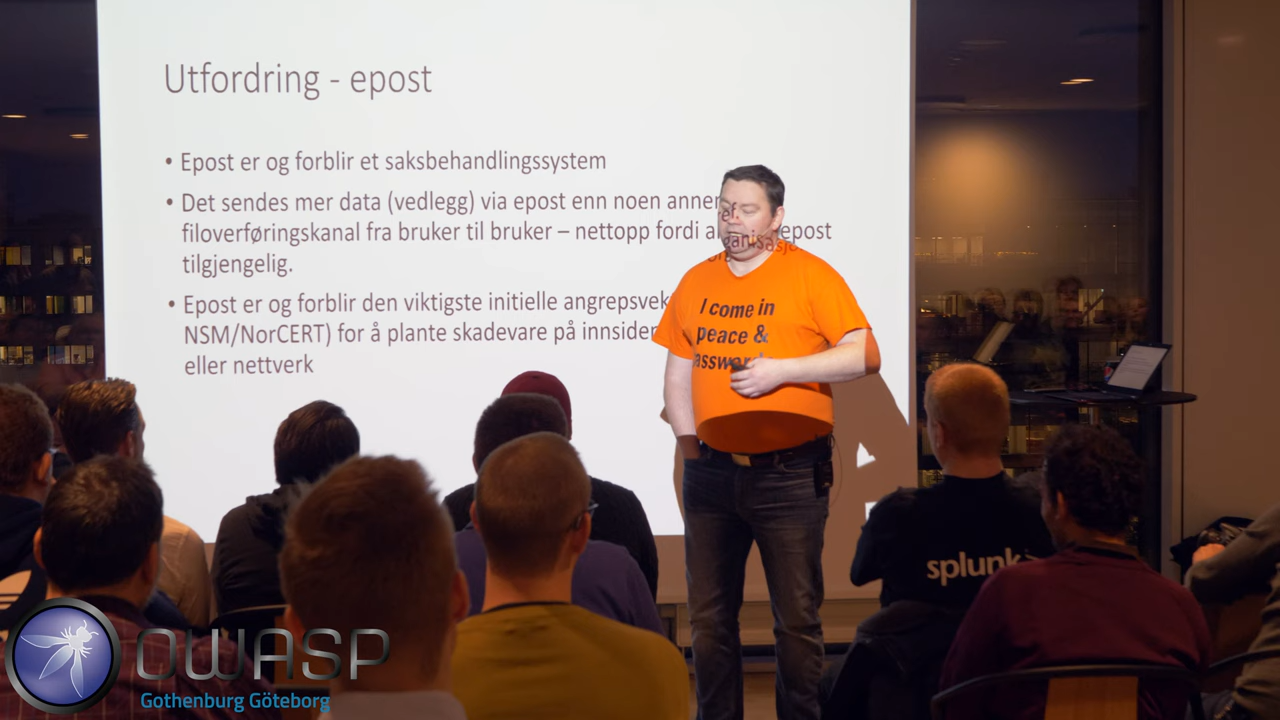 Utfordring - epost
• Epost er og forblir et saksbehandlingssystem
• Det sendes mer data (vedlegg) via epost enn noen
filoverføringskanal fra bruker til bruker – nettopp fordi epost
tilgjengelig.
• Epost er og forblir den viktigste initielle
NSM/NorCERT) for å plante skadevare på
eller nettverk
I come in
peace &
splunk
OWASP
Gothenburg Göteborg